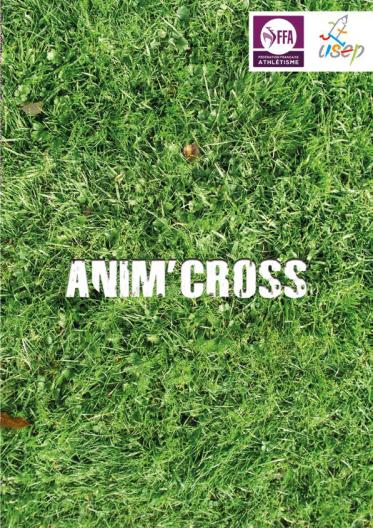 FFA
FÉDÉRATION FRANÇAISE
ATHLÉTISME
usep
ANIM'CROSS